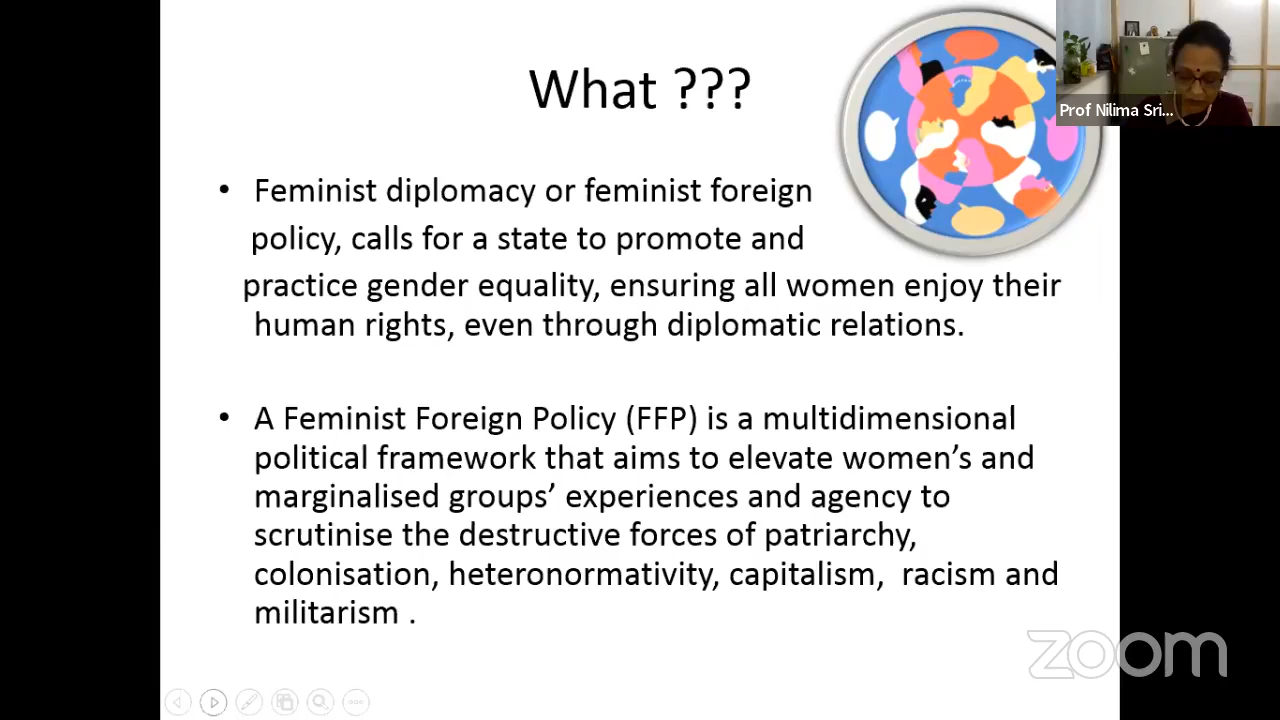 What ???
Prof Nilima Sri...
• Feminist diplomacy or feminist foreign
policy, calls for a state to promote and
practice gender equality, ensuring all women enjoy their
human rights, even through diplomatic relations.
• A Feminist Foreign Policy (FFP) is a multidimensional
political framework that aims to elevate women’s and
marginalised groups’ experiences and agency to
scrutinise the destructive forces of patriarchy,
colonisation, heteronormativity, capitalism,  racism and
militarism .
zoom